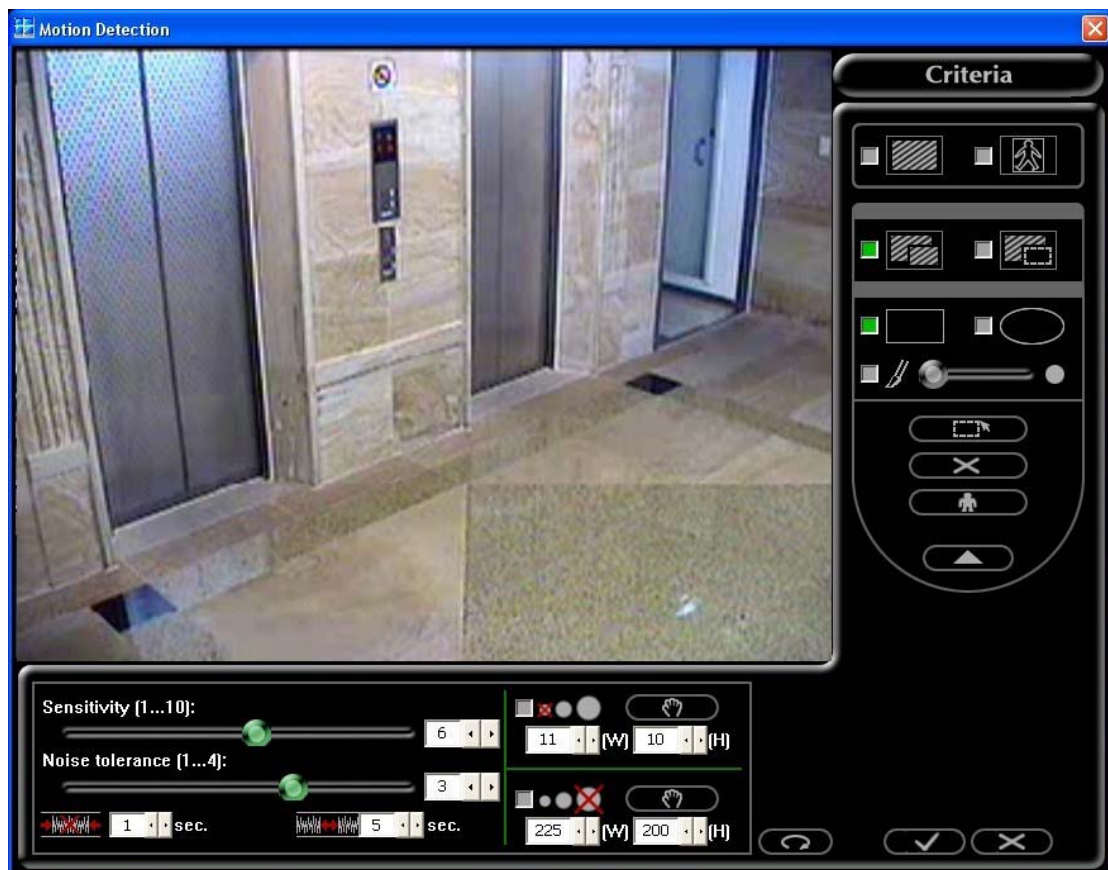 Motion Detection
Criteria
Sensitivity (1...10):
6
Noise tolerance (1...4):
3
1 sec.
5 sec.
11 (W) 10 (H)
225 (W) 200 (H)